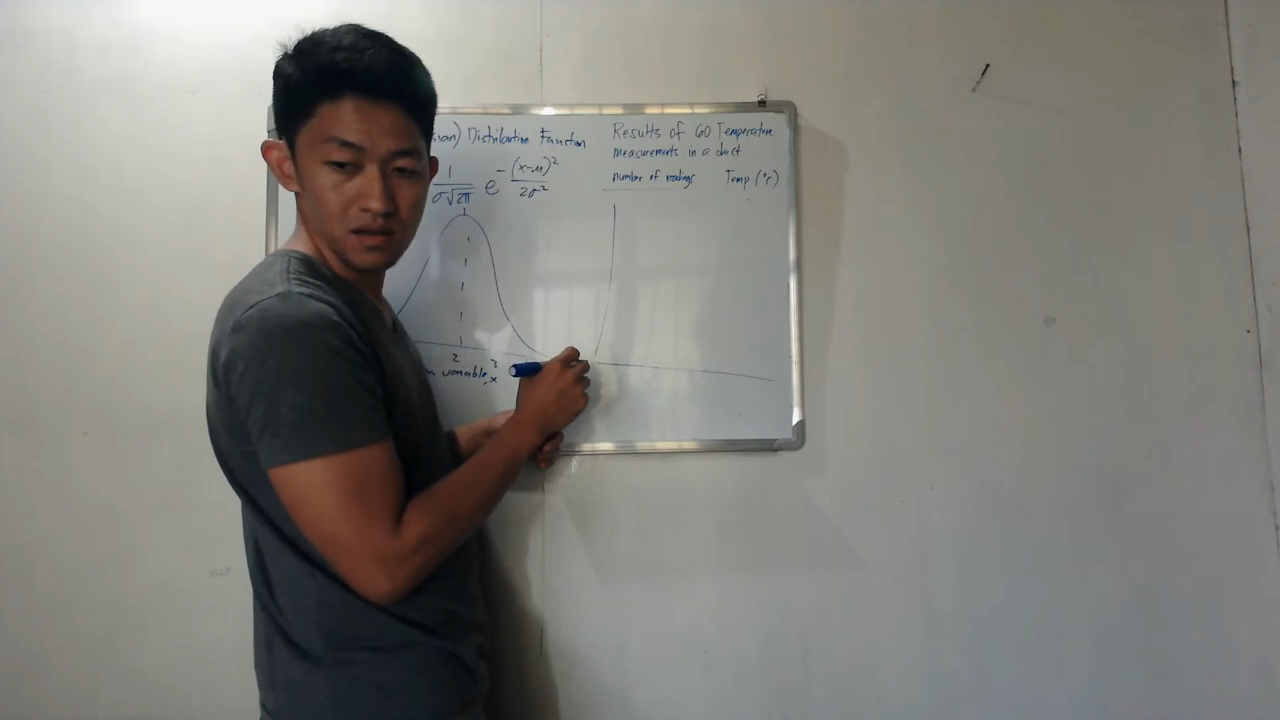 sian) Distribution Function
1
σ√2π e
-(x-μ)²
2σ²
2 3
m variable, x
Results of 60 Temperature
measurements in a duct
number of readings Temp (°C)